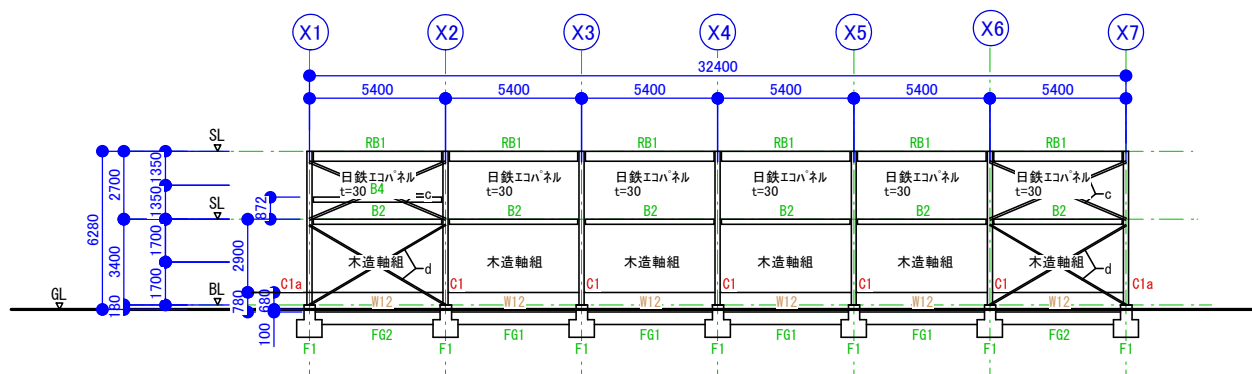 X1 X2 X3 X4 X5 X6 X7
32400
5400 5400 5400 5400 5400 5400
SL
RB1 RB1 RB1 RB1 RB1 RB1
1350
2700
日鉄エコパネル 日鉄エコパネル 日鉄エコパネル 日鉄エコパネル 日鉄エコパネル 日鉄エコパネル
t=30 t=30 t=30 t=30 t=30 t=30
B4
c c
1350
872
SL
B2 B2 B2 B2 B2 B2
6280
1700
2900
3400
木造軸組 木造軸組 木造軸組 木造軸組 木造軸組 木造軸組
d d
1700
C1a C1 C1 C1 C1 C1 C1a
GL
BL
180
780
680
W12 W12 W12 W12 W12 W12
100
FG2 FG1 FG1 FG1 FG1 FG2
F1 F1 F1 F1 F1 F1 F1